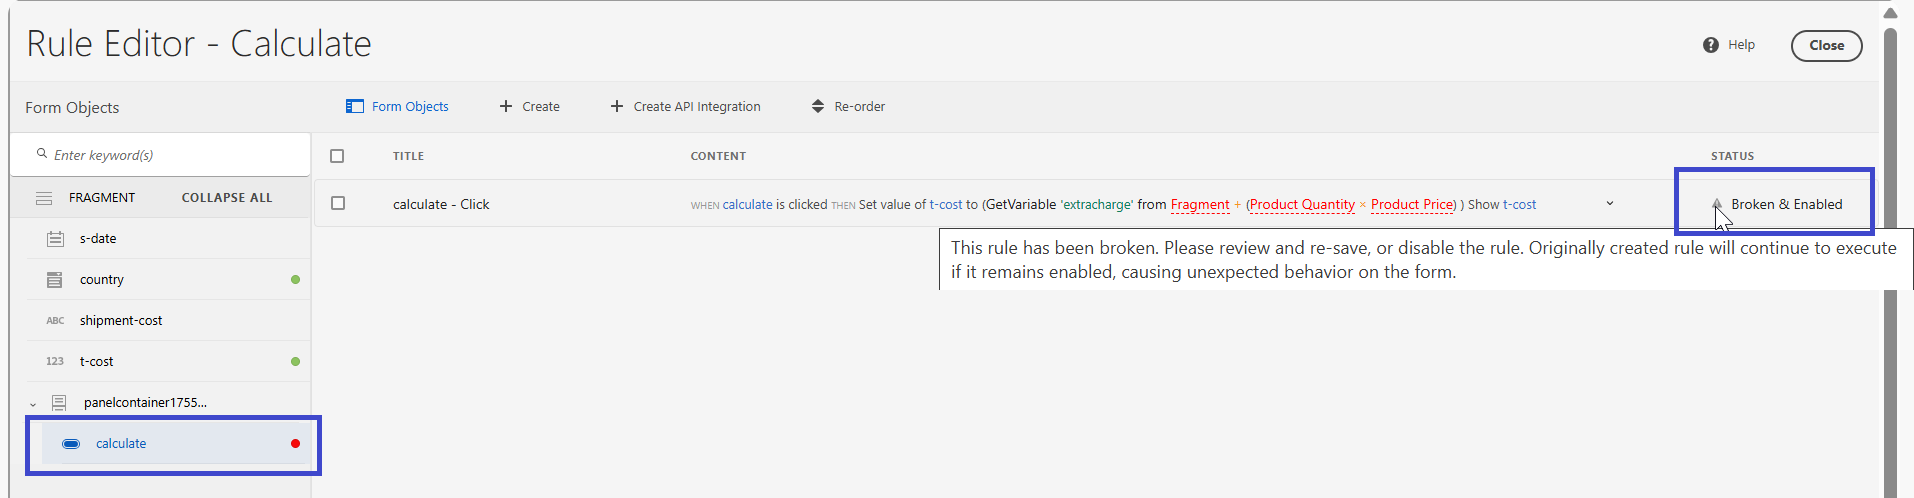 Rule Editor - Calculate
Help
Close
Form Objects
Form Objects
Create
Create API Integration
Re-order
Enter keyword(s)
TITLE
CONTENT
STATUS
FRAGMENT
COLLAPSE ALL
calculate - Click
WHEN calculate is clicked THEN Set value of t-cost to (GetVariable 'extracharge' from Fragment + (Product Quantity × Product Price) ) Show t-cost
Broken & Enabled
This rule has been broken. Please review and re-save, or disable the rule. Originally created rule will continue to execute
if it remains enabled, causing unexpected behavior on the form.
s-date
country
ABC shipment-cost
123 t-cost
panelcontainer1755...
calculate